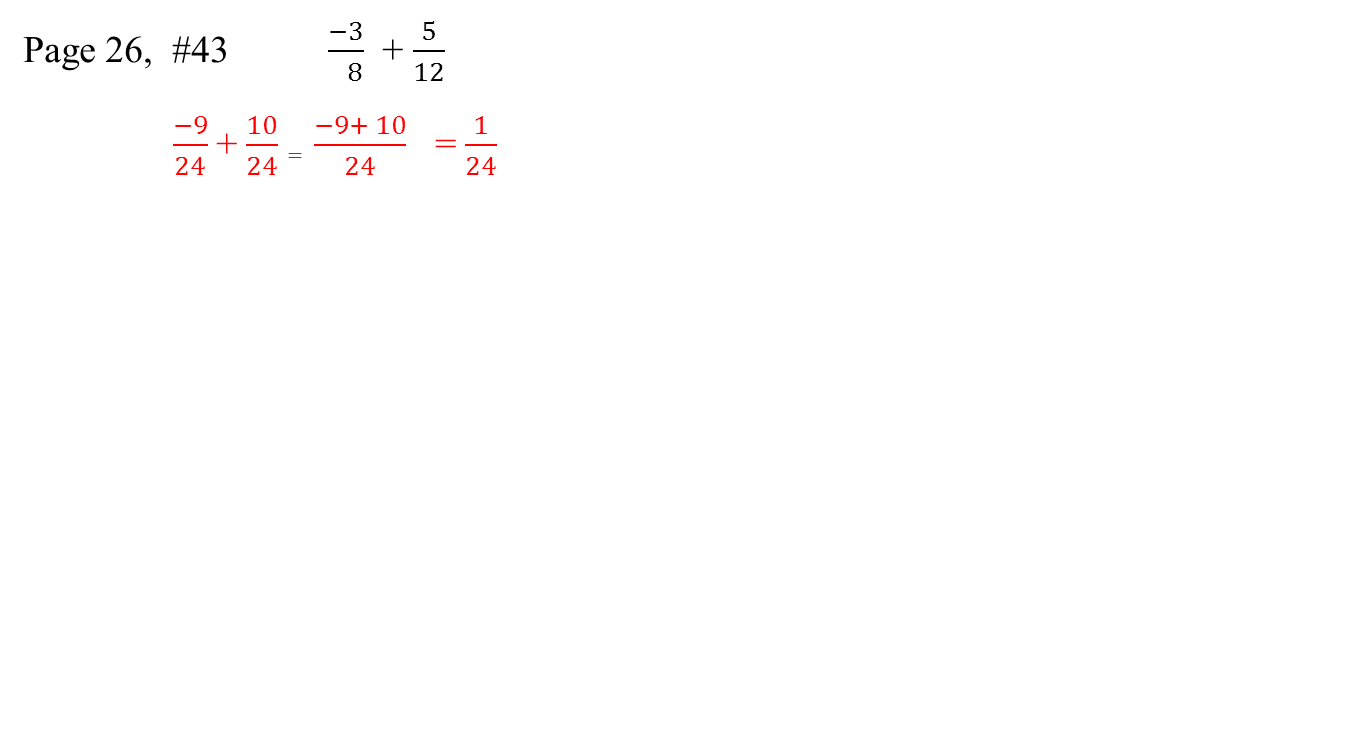 Page 26, #43 −3/8 + 5/12
−9/24 + 10/24 = −9+ 10/24 = 1/24